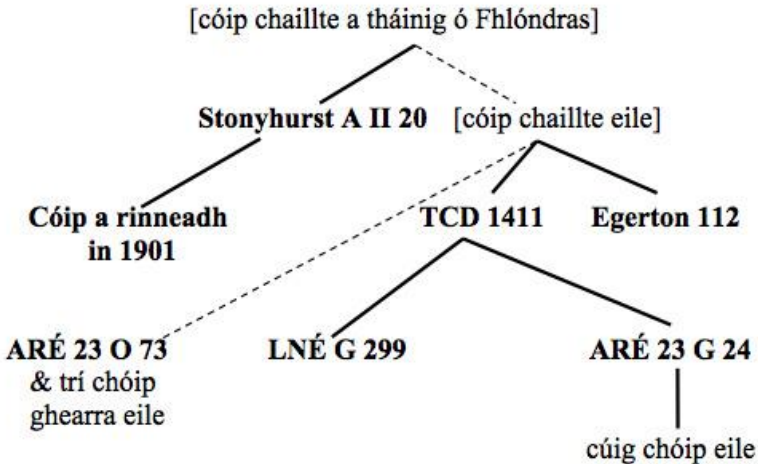 [cóip chaillte a tháinig ó Fhlóndras]
Stonyhurst A II 20 [cóip chaillte eile]
Cóip a rinneadh
in 1901
TCD 1411
Egerton 112
ARÉ 23 O 73
& trí chóip
ghearra eile
LNÉ G 299
ARÉ 23 G 24
cúig chóip eile